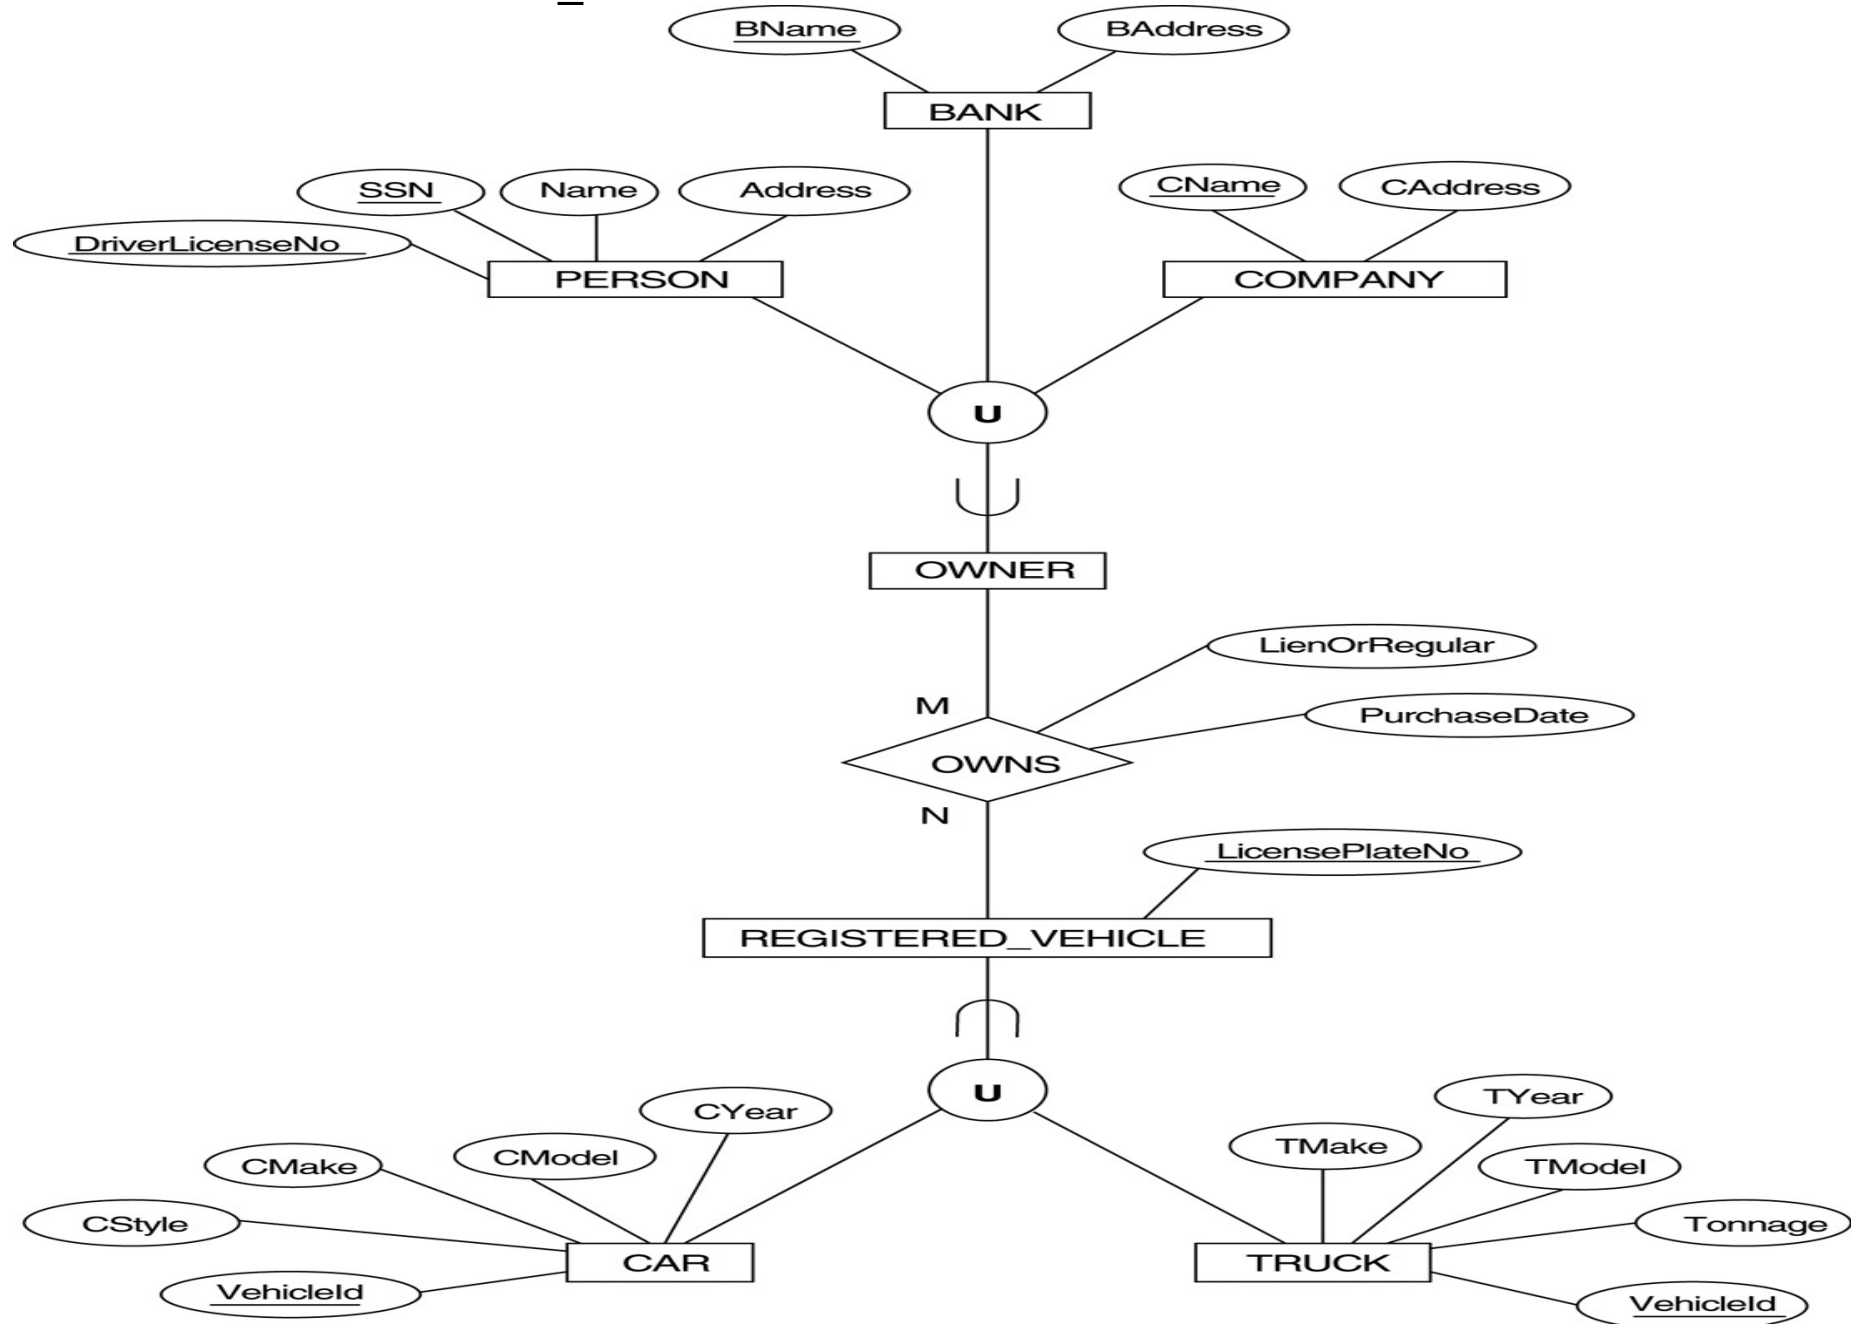 BName
BAddress
BANK
SSN
Name
Address
CName
CAddress
DriverLicenseNo
PERSON
COMPANY
U
OWNER
LienOrRegular
M
PurchaseDate
OWNS
N
LicensePlateNo
REGISTERED_VEHICLE
U
CYear
TYear
CMake
CModel
TMake
TModel
CStyle
Tonnage
CAR
TRUCK
VehicleId
VehicleId